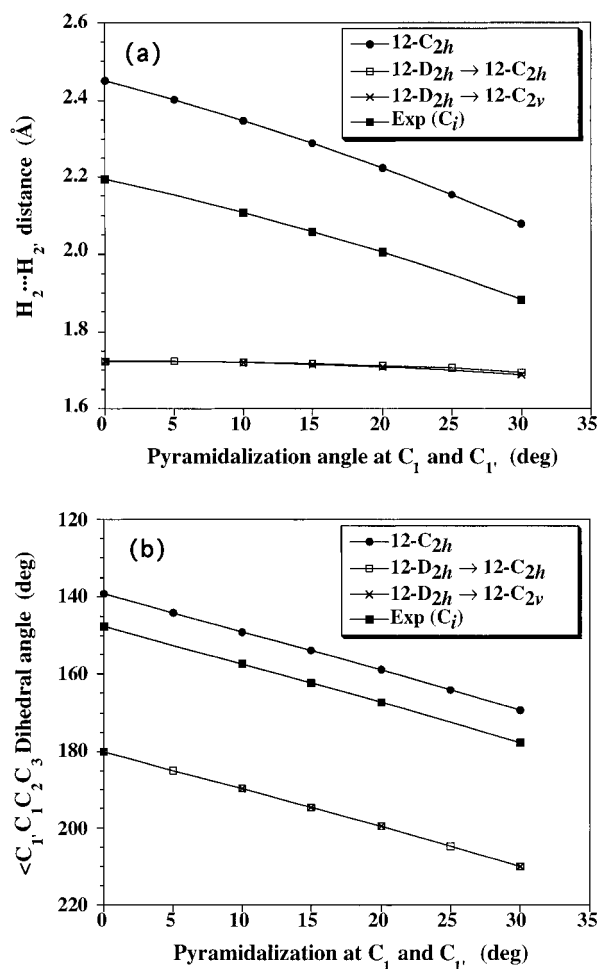 (a)
12-C2h
12-D2h → 12-C2h
12-D2h → 12-C2v
Exp (Ci)
H2···H2' distance (Å)
2.6
2.4
2.2
2.0
1.8
1.6
0 5 10 15 20 25 30 35
Pyramidalization angle at C1 and C1' (deg)
(b)
12-C2h
12-D2h → 12-C2h
12-D2h → 12-C2v
Exp (Ci)
<C1'C1C2C3 Dihedral angle (deg)
120
140
160
180
200
220
0 5 10 15 20 25 30 35
Pyramidalization at C1 and C1' (deg)